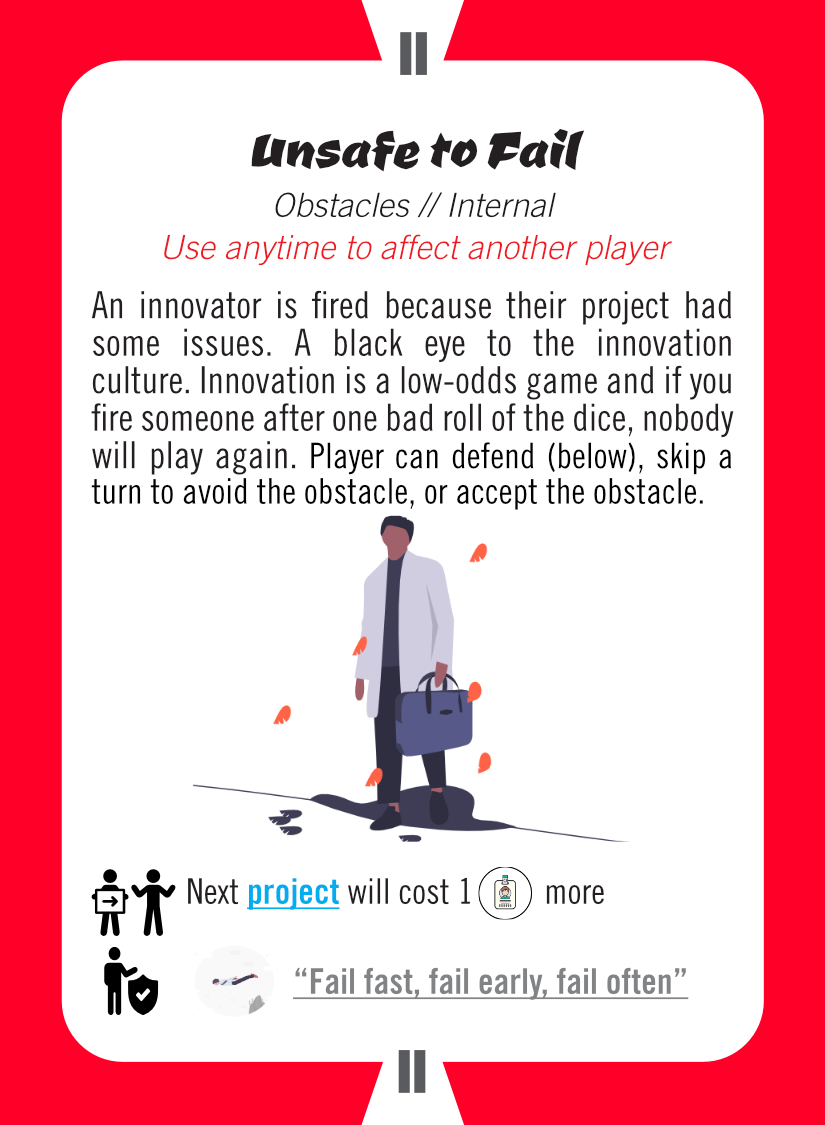 II
Unsafe to Fail
Obstacles // Internal
Use anytime to affect another player
An innovator is fired because their project had
some issues. A black eye to the innovation
culture. Innovation is a low-odds game and if you
fire someone after one bad roll of the dice, nobody
will play again. Player can defend (below), skip a
turn to avoid the obstacle, or accept the obstacle.
Next project will cost 1 more
“Fail fast, fail early, fail often”
II